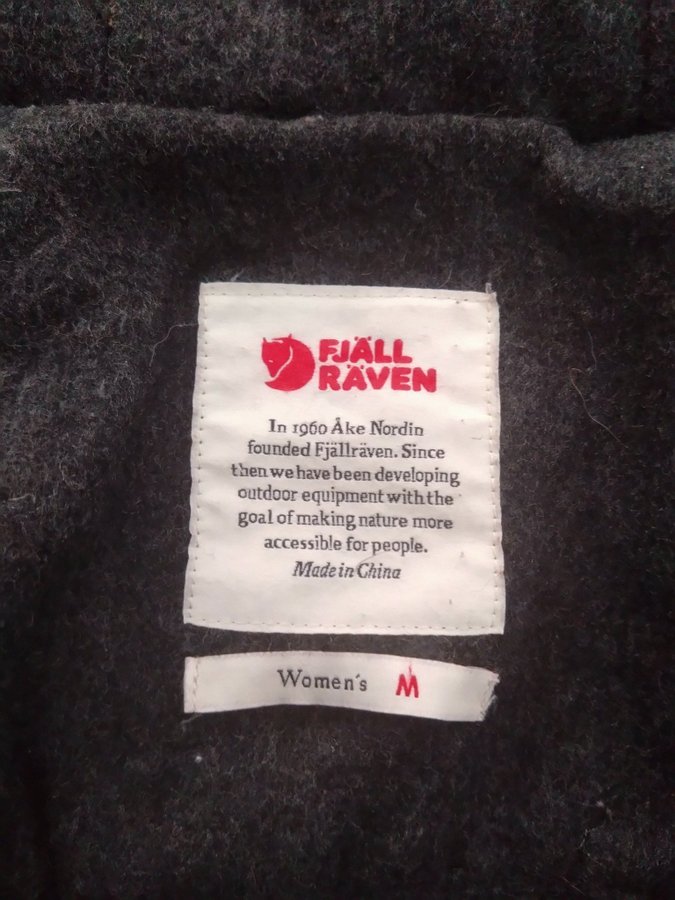 FJÄLL
RÄVEN
In 1960 Åke Nordin
founded Fjällräven. Since
then we have been developing
outdoor equipment with the
goal of making nature more
accessible for people.
Made in China
Women's M